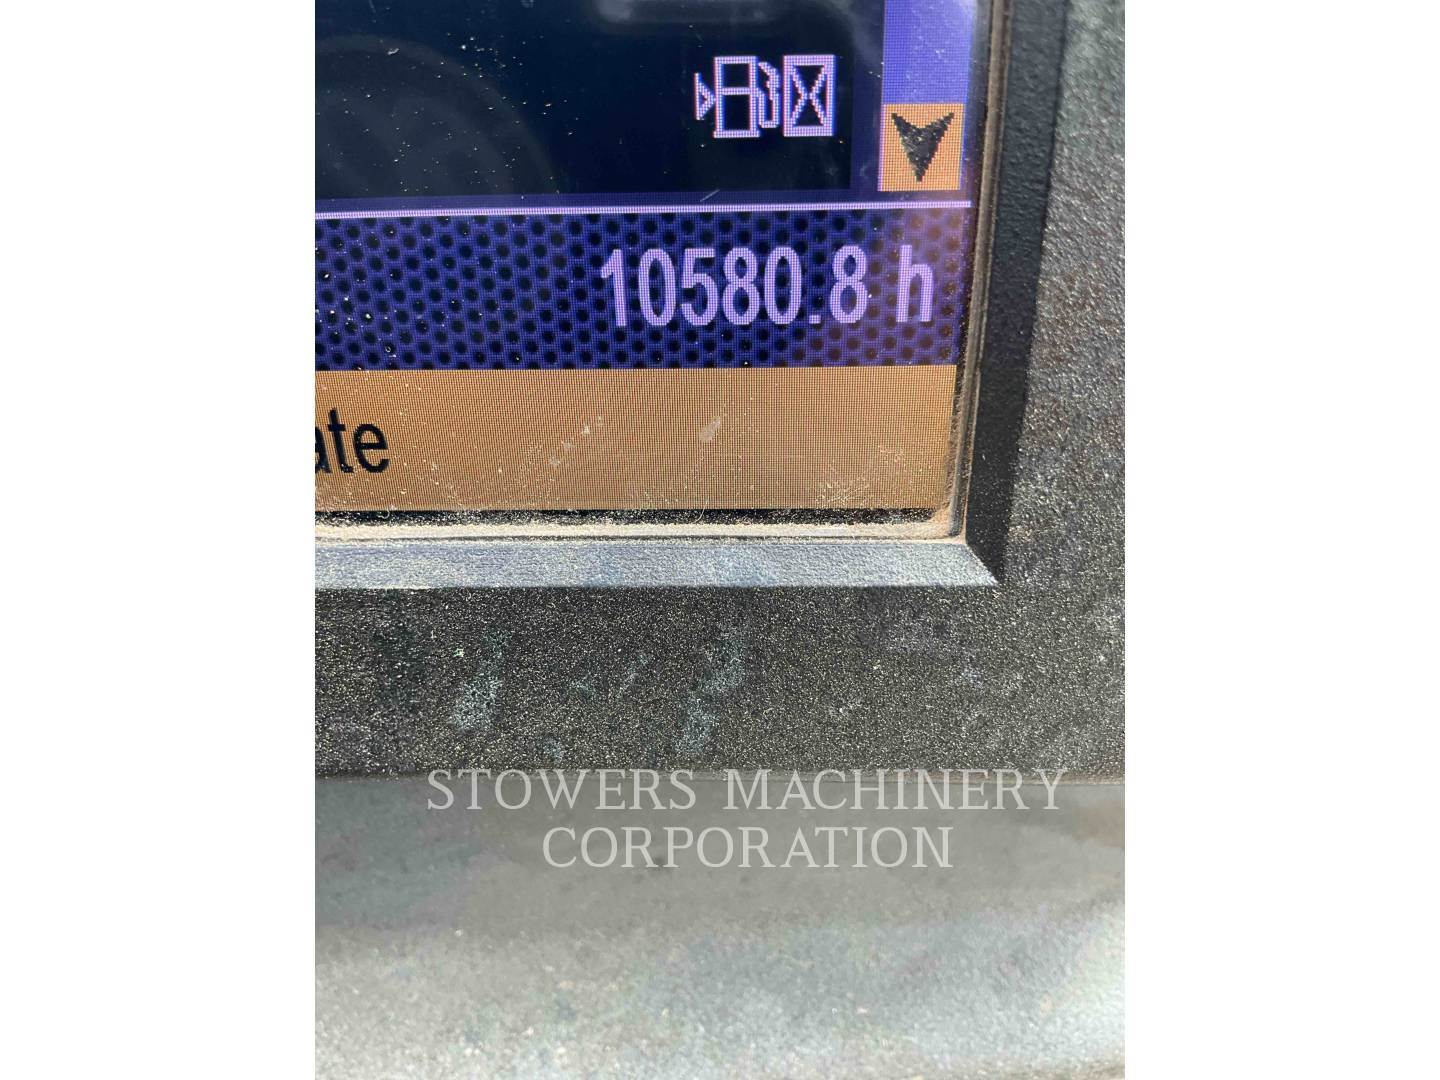 10580.8 h
ate
STOWERS MACHINERY
CORPORATION